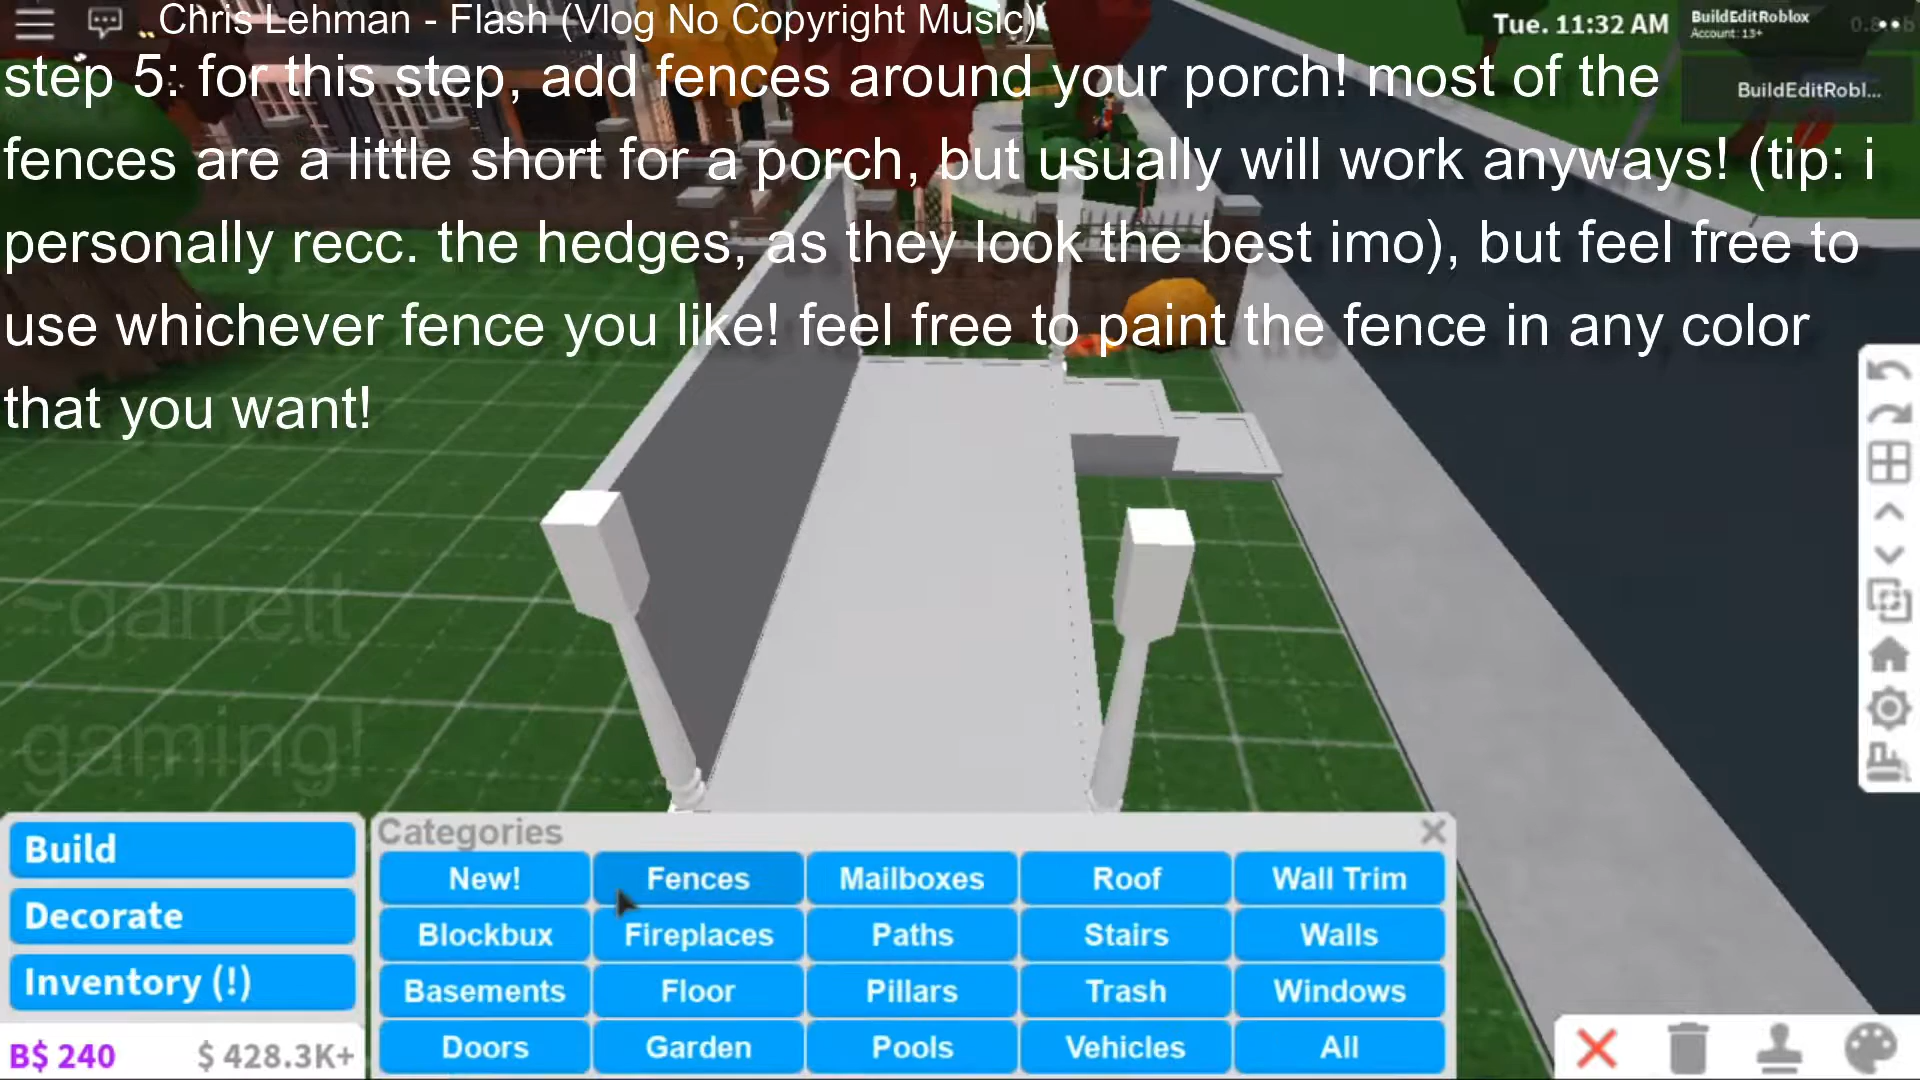 Chris Lehman - Flash (Vlog No Copyright Music)
Tue. 11:32 AM
BuildEditRoblox
Account: 13+
step 5: for this step, add fences around your porch! most of the
BuildEditRobl...
fences are a little short for a porch, but usually will work anyways! (tip: i
personally recc. the hedges, as they look the best imo), but feel free to
use whichever fence you like! feel free to paint the fence in any color
that you want!
~garrett
gaming!
Build
Decorate
Inventory (!)
B$ 240
$ 428.3K+
Categories
New!
Fences
Mailboxes
Roof
Wall Trim
Blockbux
Fireplaces
Paths
Stairs
Walls
Basements
Floor
Pillars
Trash
Windows
Doors
Garden
Pools
Vehicles
All